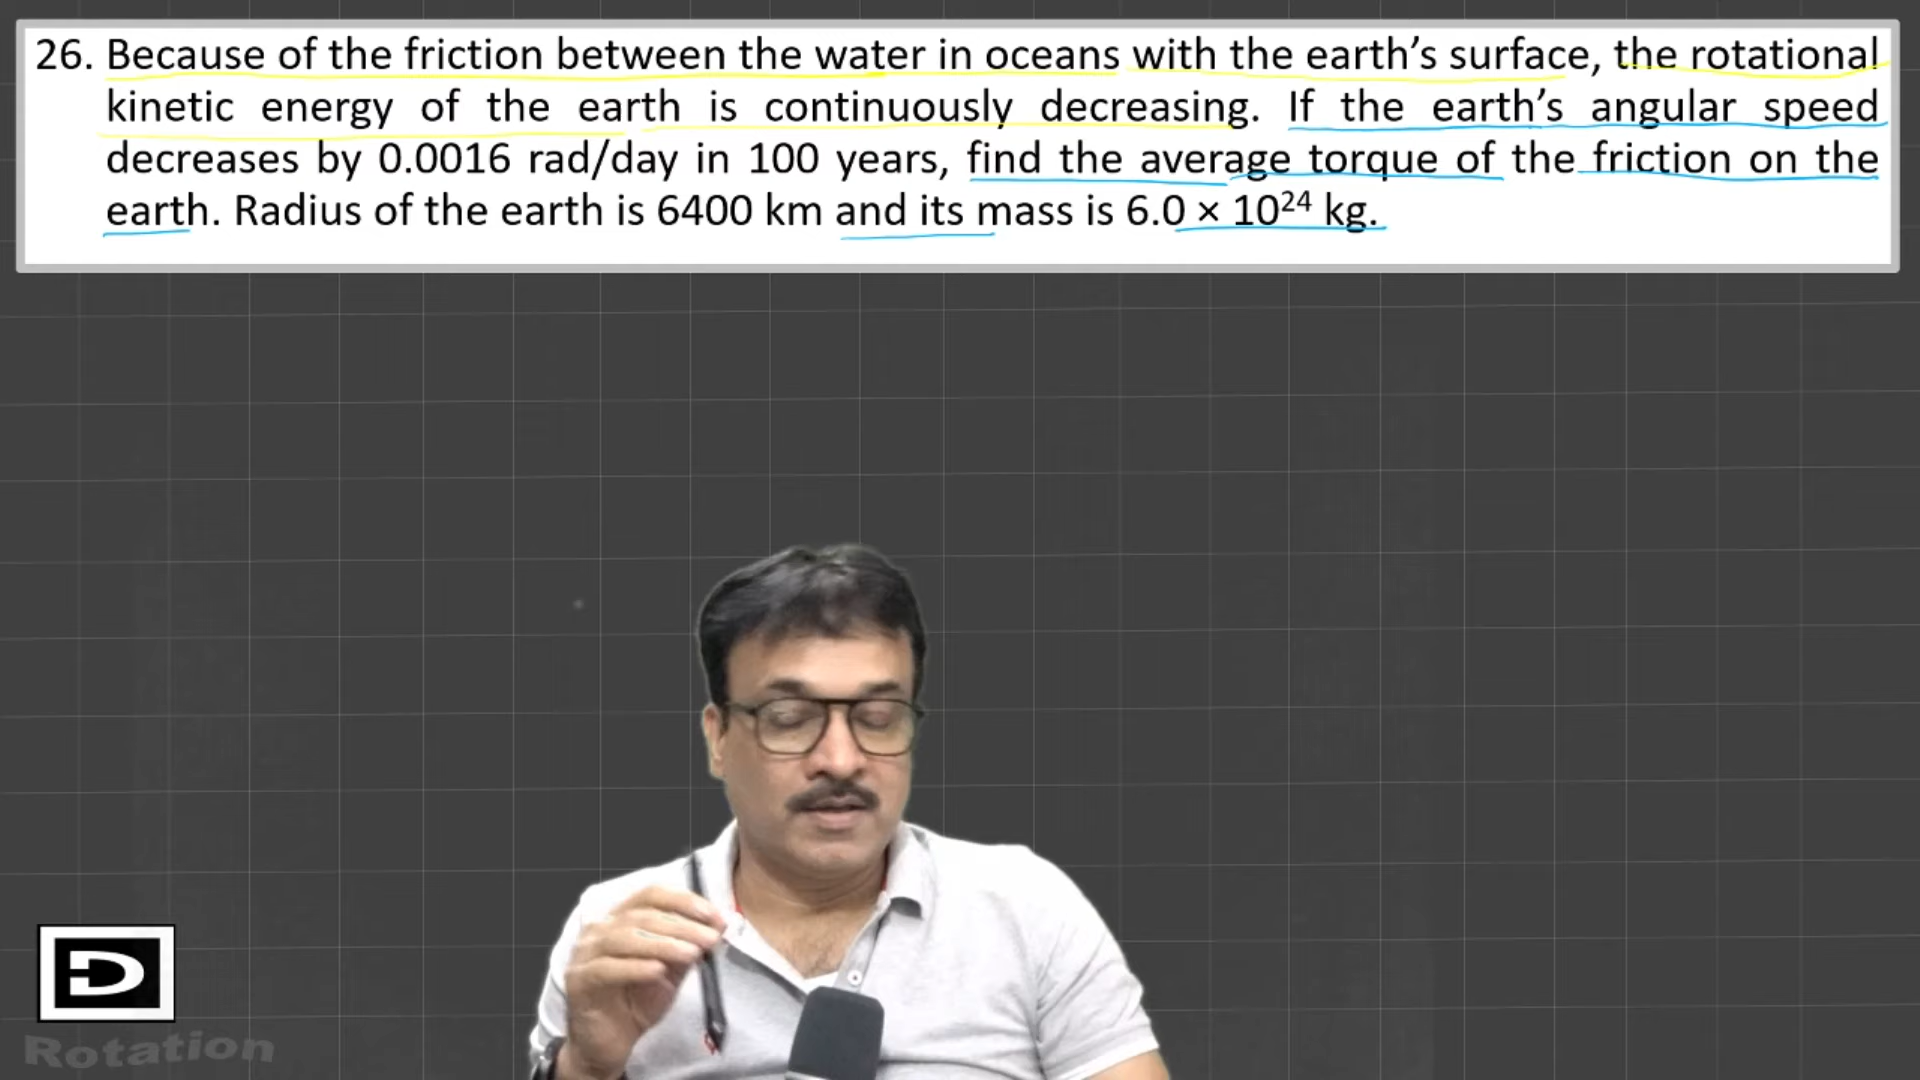 26. Because of the friction between the water in oceans with the earth’s surface, the rotational
kinetic energy of the earth is continuously decreasing. If the earth’s angular speed
decreases by 0.0016 rad/day in 100 years, find the average torque of the friction on the
earth. Radius of the earth is 6400 km and its mass is 6.0 × 10²⁴ kg.
D
Rotation